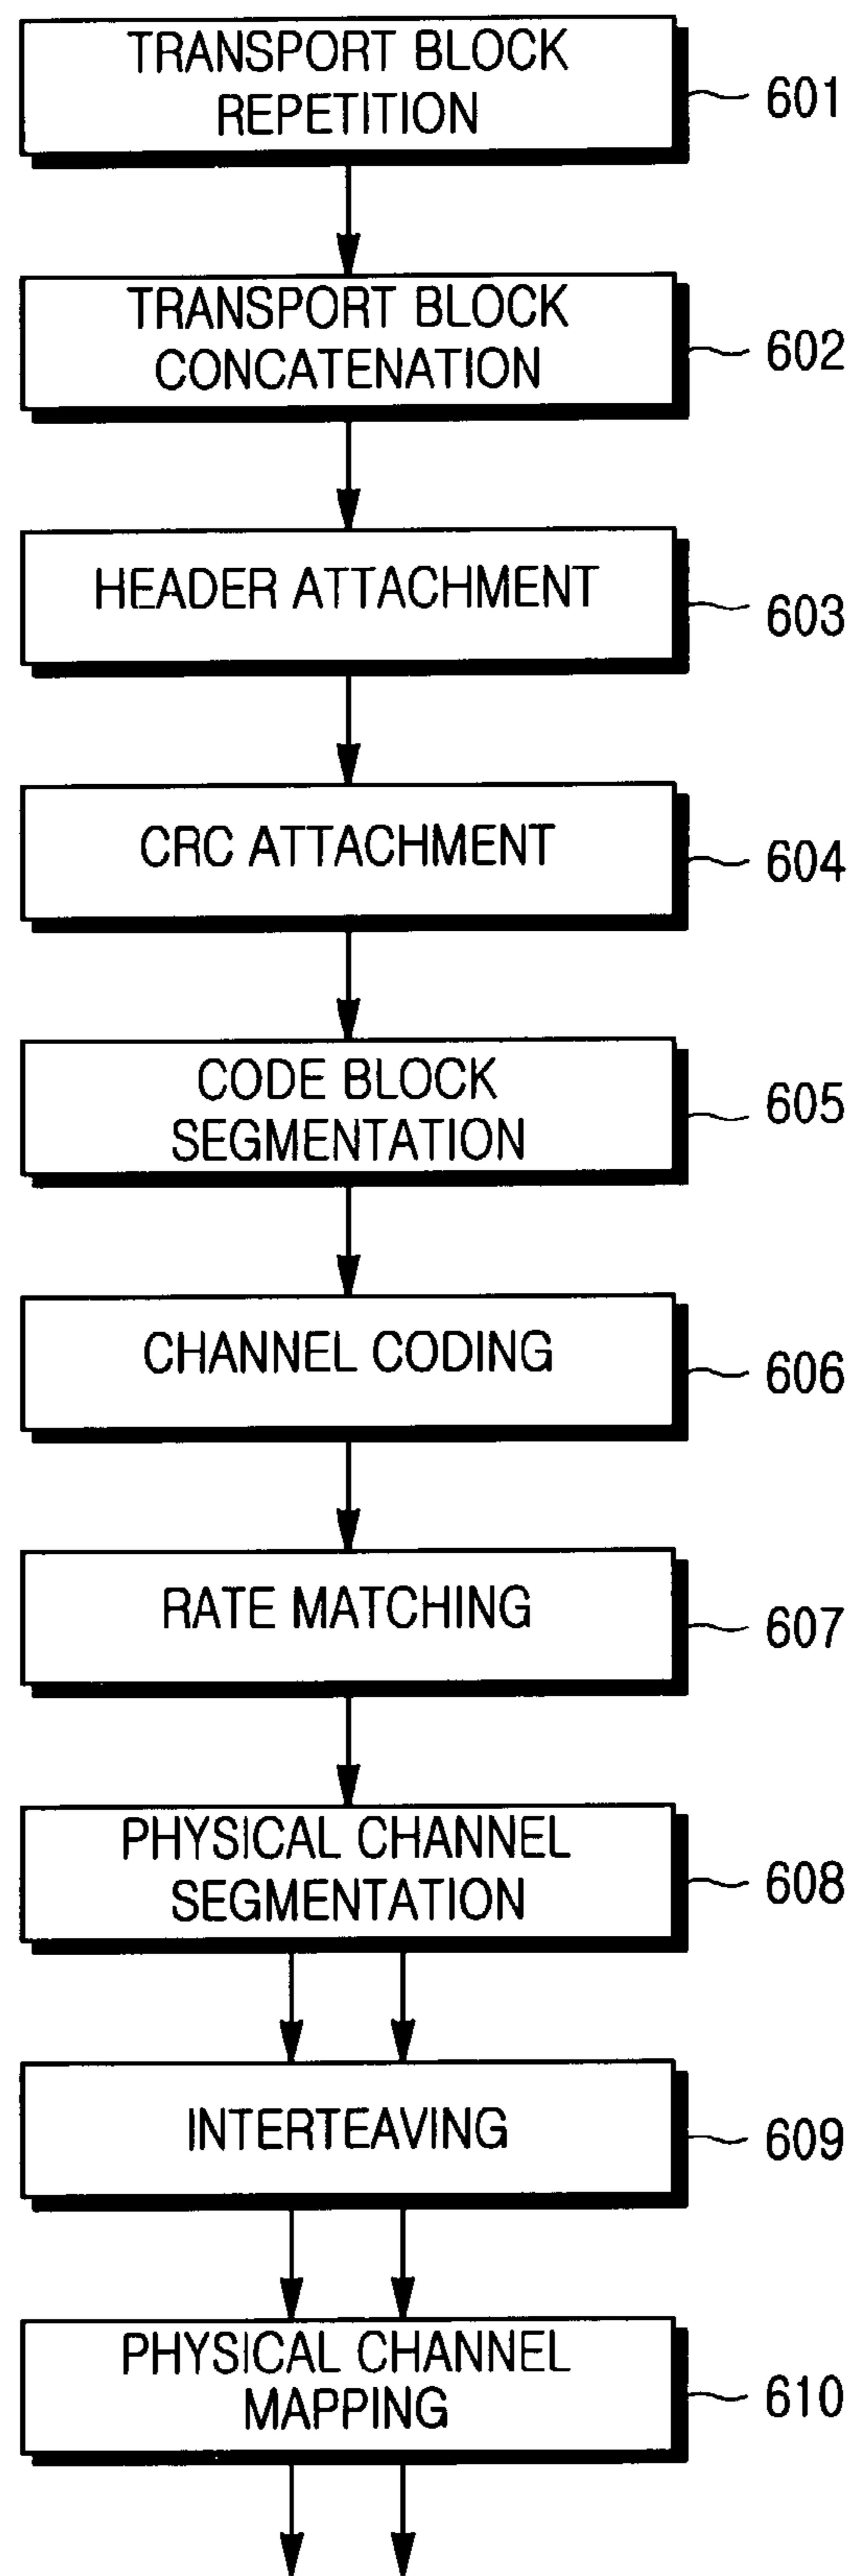 TRANSPORT BLOCK
REPETITION
601
TRANSPORT BLOCK
CONCATENATION
602
HEADER ATTACHMENT
603
CRC ATTACHMENT
604
CODE BLOCK
SEGMENTATION
605
CHANNEL CODING
606
RATE MATCHING
607
PHYSICAL CHANNEL
SEGMENTATION
608
INTERTEAVING
609
PHYSICAL CHANNEL
MAPPING
610